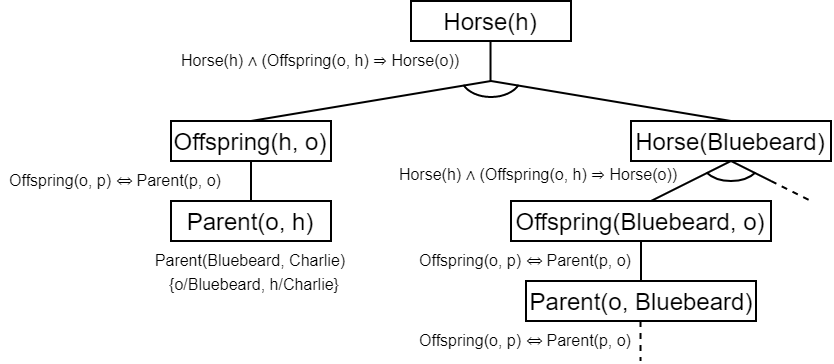 Horse(h)
Horse(h) ∧ (Offspring(o, h) ⇒ Horse(o))
Offspring(h, o)
Horse(Bluebeard)
Offspring(o, p) ⇔ Parent(p, o)
Horse(h) ∧ (Offspring(o, h) ⇒ Horse(o))
Parent(o, h)
Offspring(Bluebeard, o)
Parent(Bluebeard, Charlie)
{o/Bluebeard, h/Charlie}
Offspring(o, p) ⇔ Parent(p, o)
Parent(o, Bluebeard)
Offspring(o, p) ⇔ Parent(p, o)